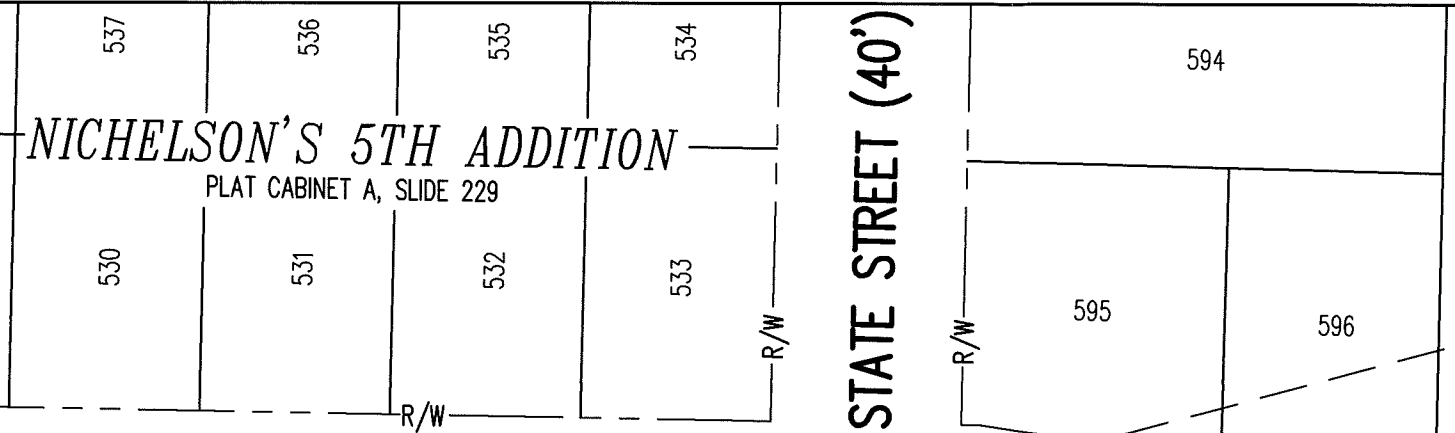 537
536
535
534
STATE STREET (40')
594
NICHELSON'S 5TH ADDITION
PLAT CABINET A, SLIDE 229
530
531
532
533
R/W
R/W
595
596
R/W